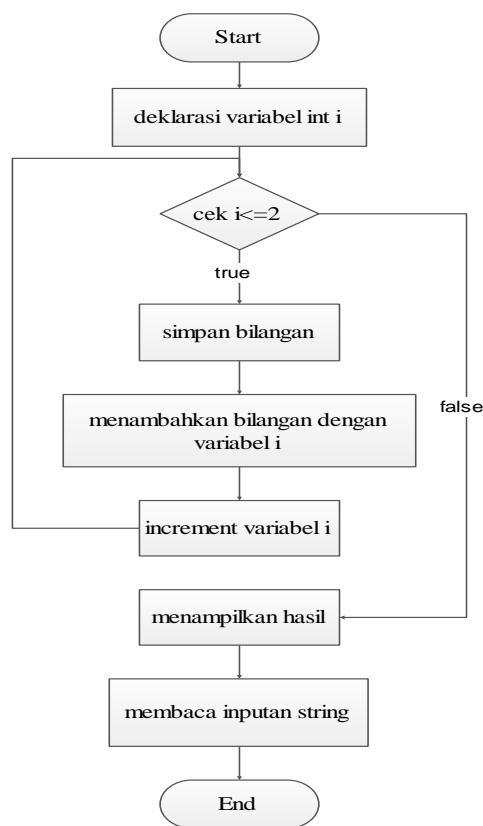 Start
deklarasi variabel int i
cek i<=2
true
simpan bilangan
menambahkan bilangan dengan
variabel i
false
increment variabel i
menampilkan hasil
membaca inputan string
End